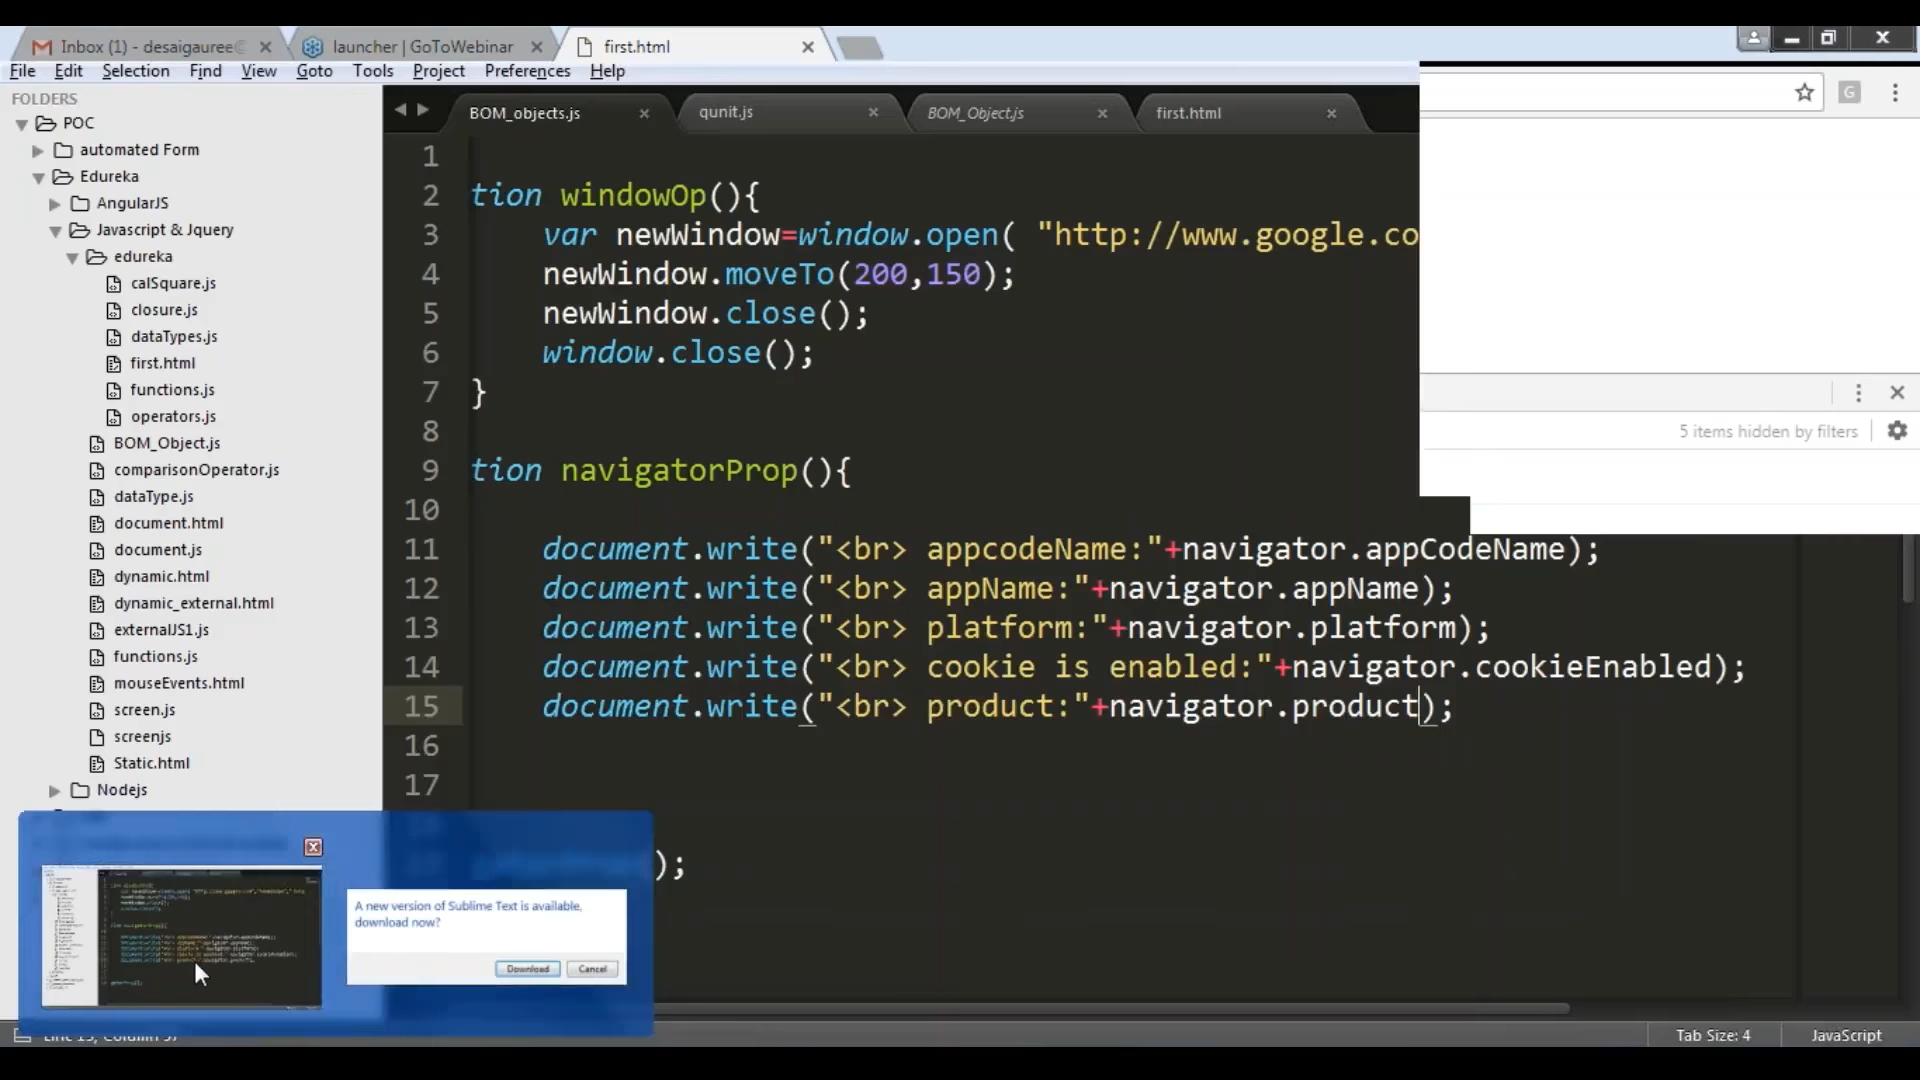 Inbox (1) - desaigauree@
launcher | GoToWebinar
first.html
File Edit Selection Find View Goto Tools Project Preferences Help
FOLDERS
POC
automated Form
Edureka
AngularJS
Javascript & Jquery
edureka
calSquare.js
closure.js
dataTypes.js
first.html
functions.js
operators.js
BOM_Object.js
comparisonOperator.js
dataType.js
document.html
document.js
dynamic.html
dynamic_external.html
externalJS1.js
functions.js
mouseEvents.html
screen.js
screenjs
Static.html
Nodejs
BOM_objects.js
qunit.js
BOM_Object.js
first.html
1
2 tion windowOp(){
3 var newWindow=window.open( "http://www.google.co
4 newWindow.moveTo(200,150);
5 newWindow.close();
6 window.close();
7 }
8
9 tion navigatorProp(){
10
11 document.write("<br> appcodeName:"+navigator.appCodeName);
12 document.write("<br> appName:"+navigator.appName);
13 document.write("<br> platform:"+navigator.platform);
14 document.write("<br> cookie is enabled:"+navigator.cookieEnabled);
15 document.write("<br> product:"+navigator.product);
16
17
);
G
5 items hidden by filters
A new version of Sublime Text is available,
download now?
Download Cancel
Tab Size: 4
JavaScript